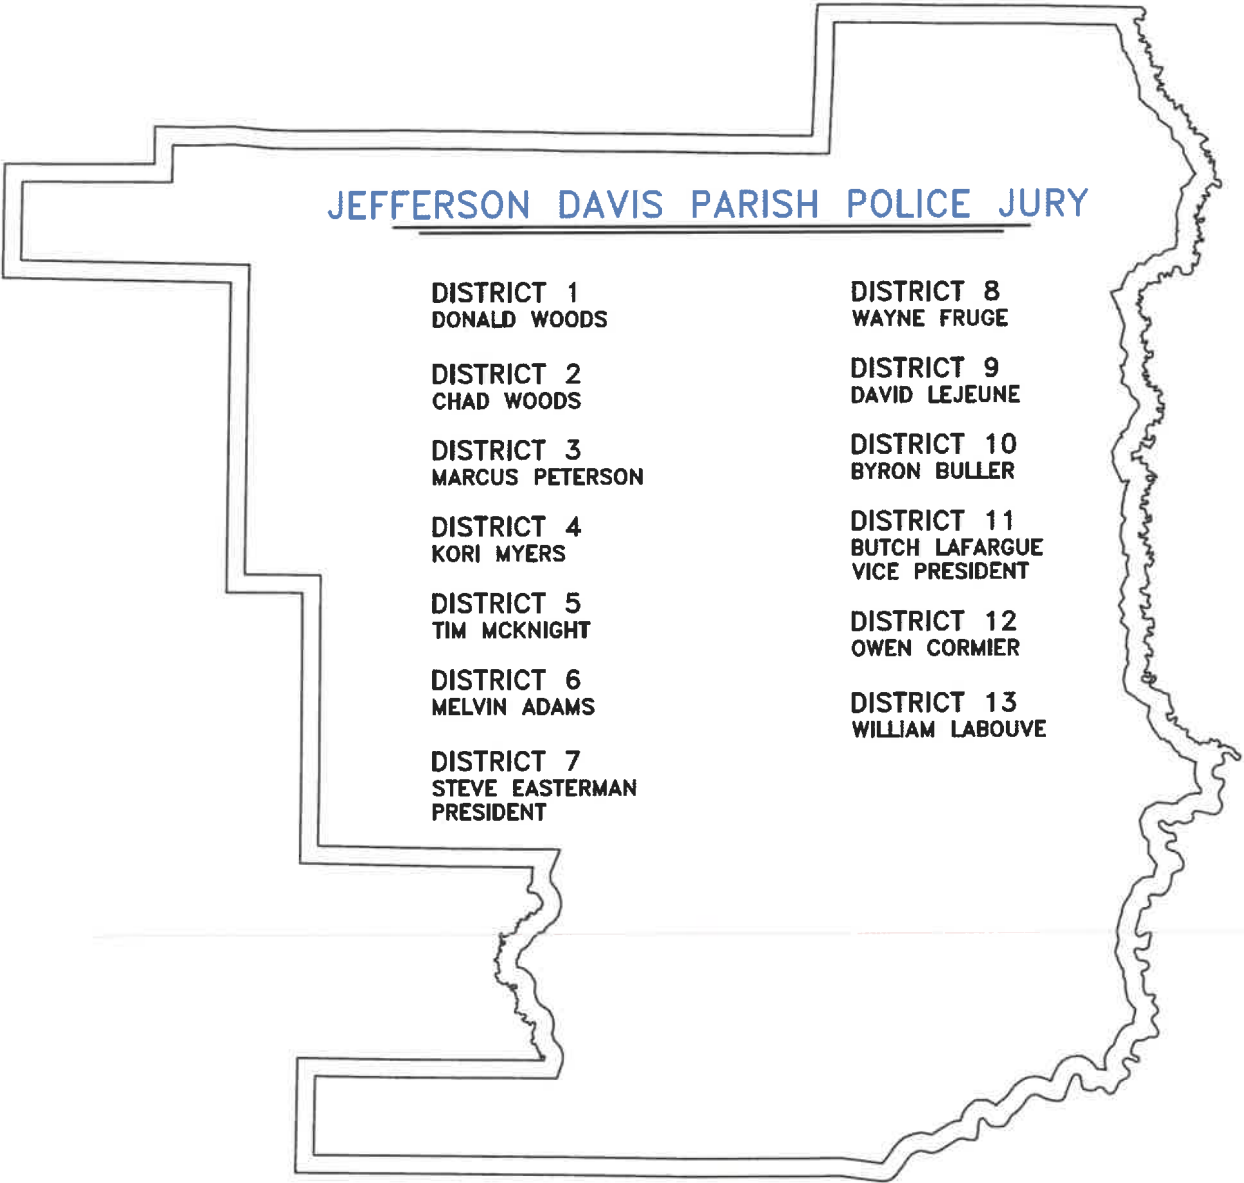 JEFFERSON DAVIS PARISH POLICE JURY
DISTRICT 1
DONALD WOODS
DISTRICT 2
CHAD WOODS
DISTRICT 3
MARCUS PETERSON
DISTRICT 4
KORI MYERS
DISTRICT 5
TIM MCKNIGHT
DISTRICT 6
MELVIN ADAMS
DISTRICT 7
STEVE EASTERMAN
PRESIDENT
DISTRICT 8
WAYNE FRUGE
DISTRICT 9
DAVID LEJEUNE
DISTRICT 10
BYRON BULLER
DISTRICT 11
BUTCH LAFARGUE
VICE PRESIDENT
DISTRICT 12
OWEN CORMIER
DISTRICT 13
WILLIAM LABOUVE